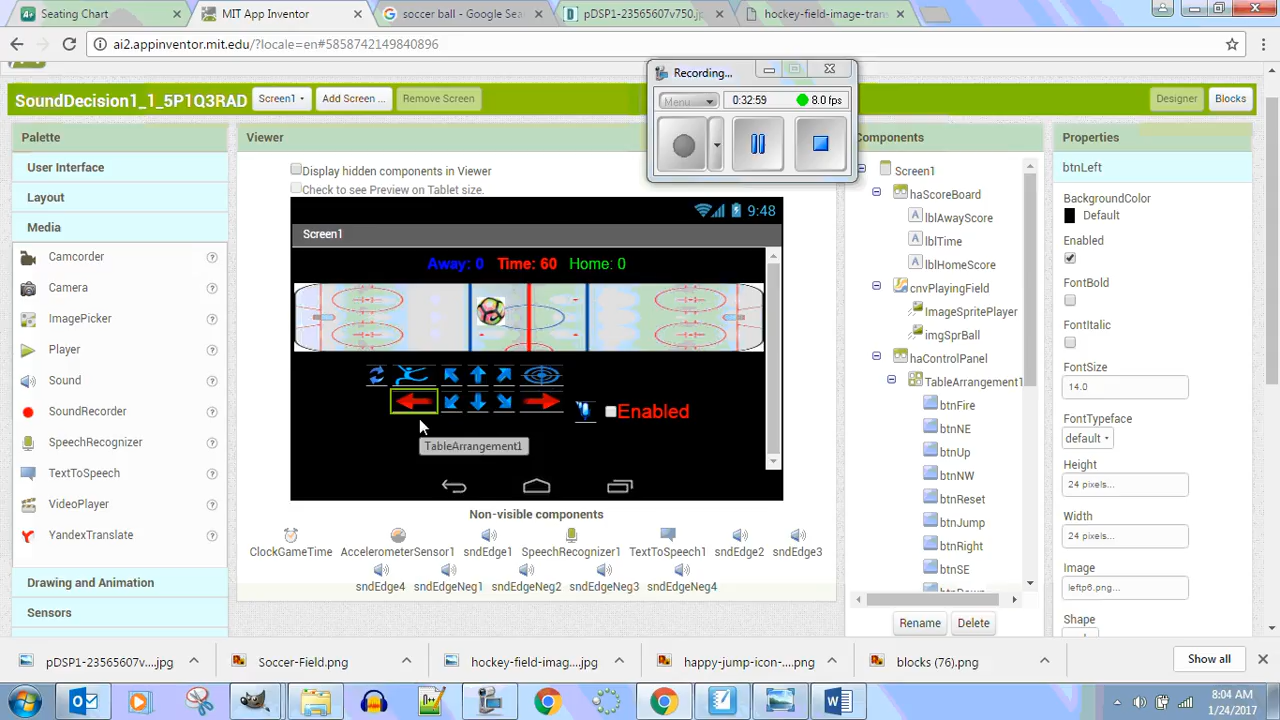 Seating Chart
MIT App Inventor
soccer ball - Google Sea
pDSP1-23565607v750.j
hockey-field-image-tran
ai2.appinventor.mit.edu/?locale=en#5858742149840896
Recording...
Menu
0:32:59
8.0 fps
SoundDecision1_1_5P1Q3RAD
Screen1
Add Screen ...
Remove Screen
Designer
Blocks
Palette
Viewer
Components
Properties
User Interface
Layout
Media
Camcorder ?
Camera ?
ImagePicker ?
Player ?
Sound ?
SoundRecorder ?
SpeechRecognizer ?
TextToSpeech ?
VideoPlayer ?
YandexTranslate ?
Drawing and Animation
Sensors
Display hidden components in Viewer
Check to see Preview on Tablet size.
9:48
Screen1
Away: 0 Time: 60 Home: 0
Enabled
TableArrangement1
Non-visible components
ClockGameTime AccelerometerSensor1 sndEdge1 SpeechRecognizer1 TextToSpeech1 sndEdge2 sndEdge3
sndEdge4 sndEdgeNeg1 sndEdgeNeg2 sndEdgeNeg3 sndEdgeNeg4
Screen1
haScoreBoard
A lblAwayScore
A lblTime
A lblHomeScore
cnvPlayingField
ImageSpritePlayer
imgSprBall
haControlPanel
TableArrangement1
btnFire
btnNE
btnUp
btnNW
btnReset
btnJump
btnRight
btnSE
Rename
Delete
btnLeft
BackgroundColor
Default
Enabled
FontBold
FontItalic
FontSize
14.0
FontTypeface
default
Height
24 pixels...
Width
24 pixels...
Image
leftp6.png...
Shape
pDSP1-23565607v....jpg
Soccer-Field.png
hockey-field-imag....jpg
happy-jump-icon-....png
blocks (76).png
Show all
8:04 AM
1/24/2017